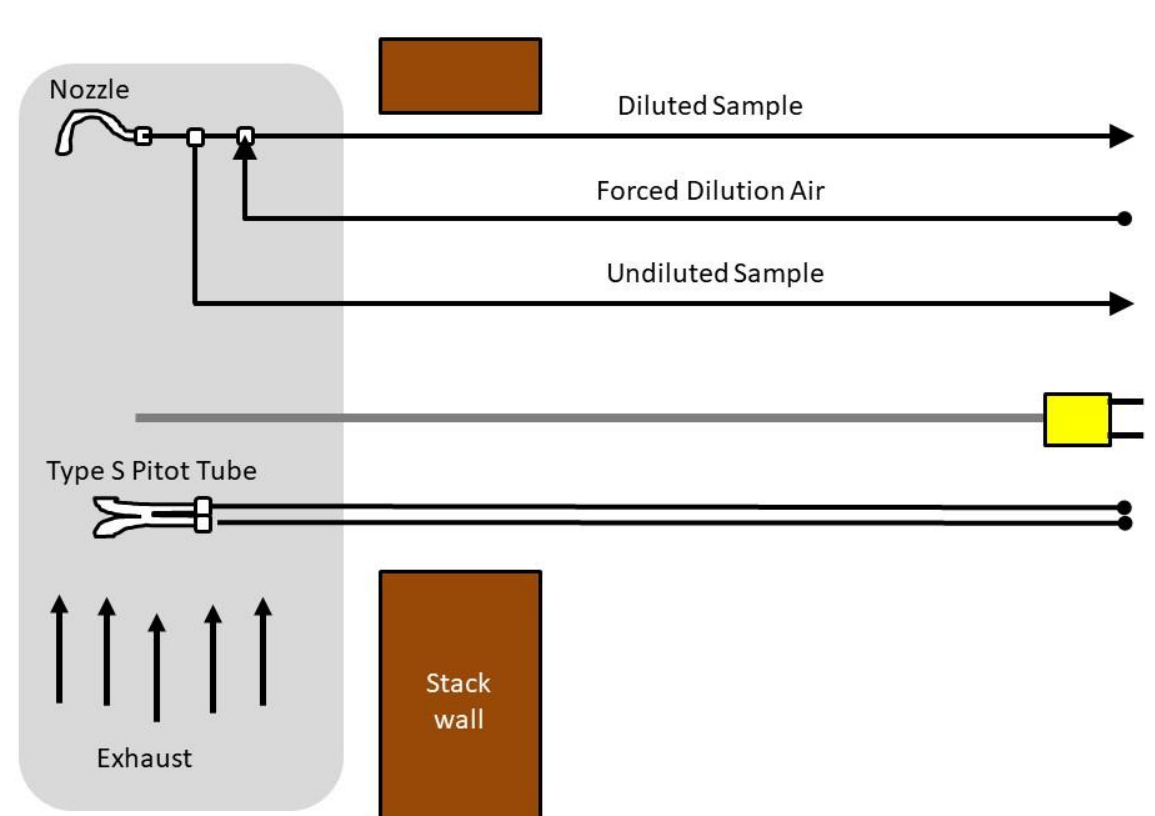 Nozzle
Diluted Sample
Forced Dilution Air
Undiluted Sample
Type S Pitot Tube
Stack
wall
Exhaust